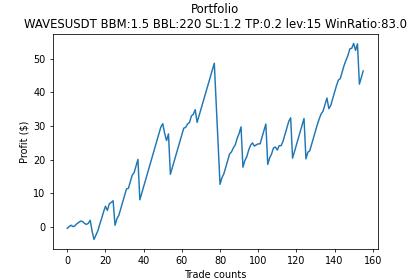 Portfolio
WAVESUSDT BBM:1.5 BBL:220 SL:1.2 TP:0.2 lev:15 WinRatio:83.0
50
40
30
20
10
0
Profit ($)
0 20 40 60 80 100 120 140 160
Trade counts